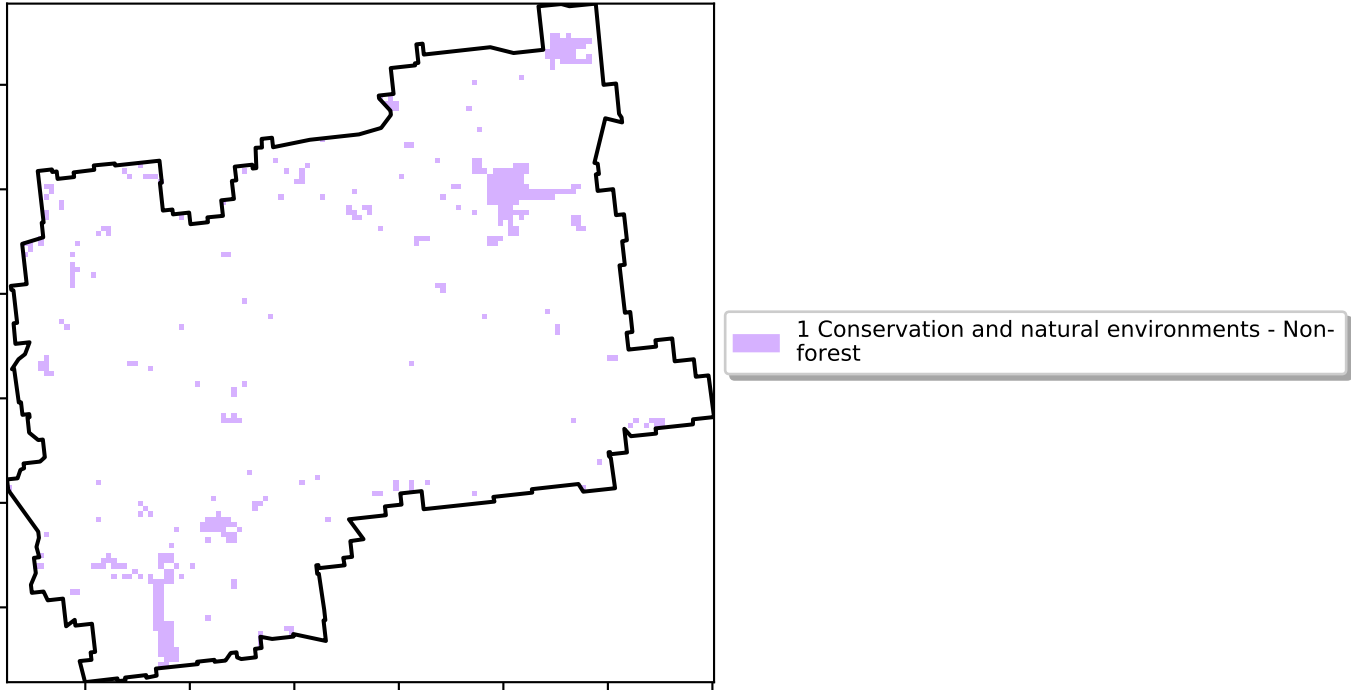 1 Conservation and natural environments - Non-
forest